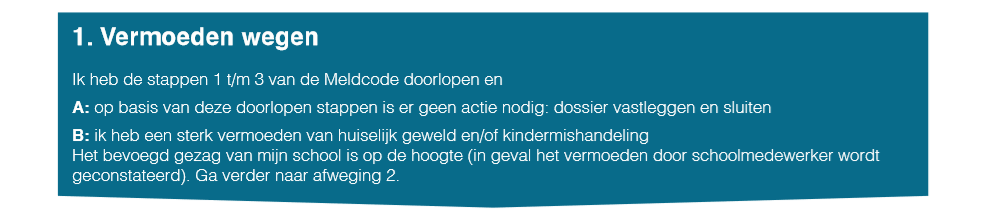 1. Vermoeden wegen
Ik heb de stappen 1 t/m 3 van de Meldcode doorlopen en
A: op basis van deze doorlopen stappen is er geen actie nodig: dossier vastleggen en sluiten
B: ik heb een sterk vermoeden van huiselijk geweld en/of kindermishandeling
Het bevoegd gezag van mijn school is op de hoogte (in geval het vermoeden door schoolmedewerker wordt
geconstateerd). Ga verder naar afweging 2.